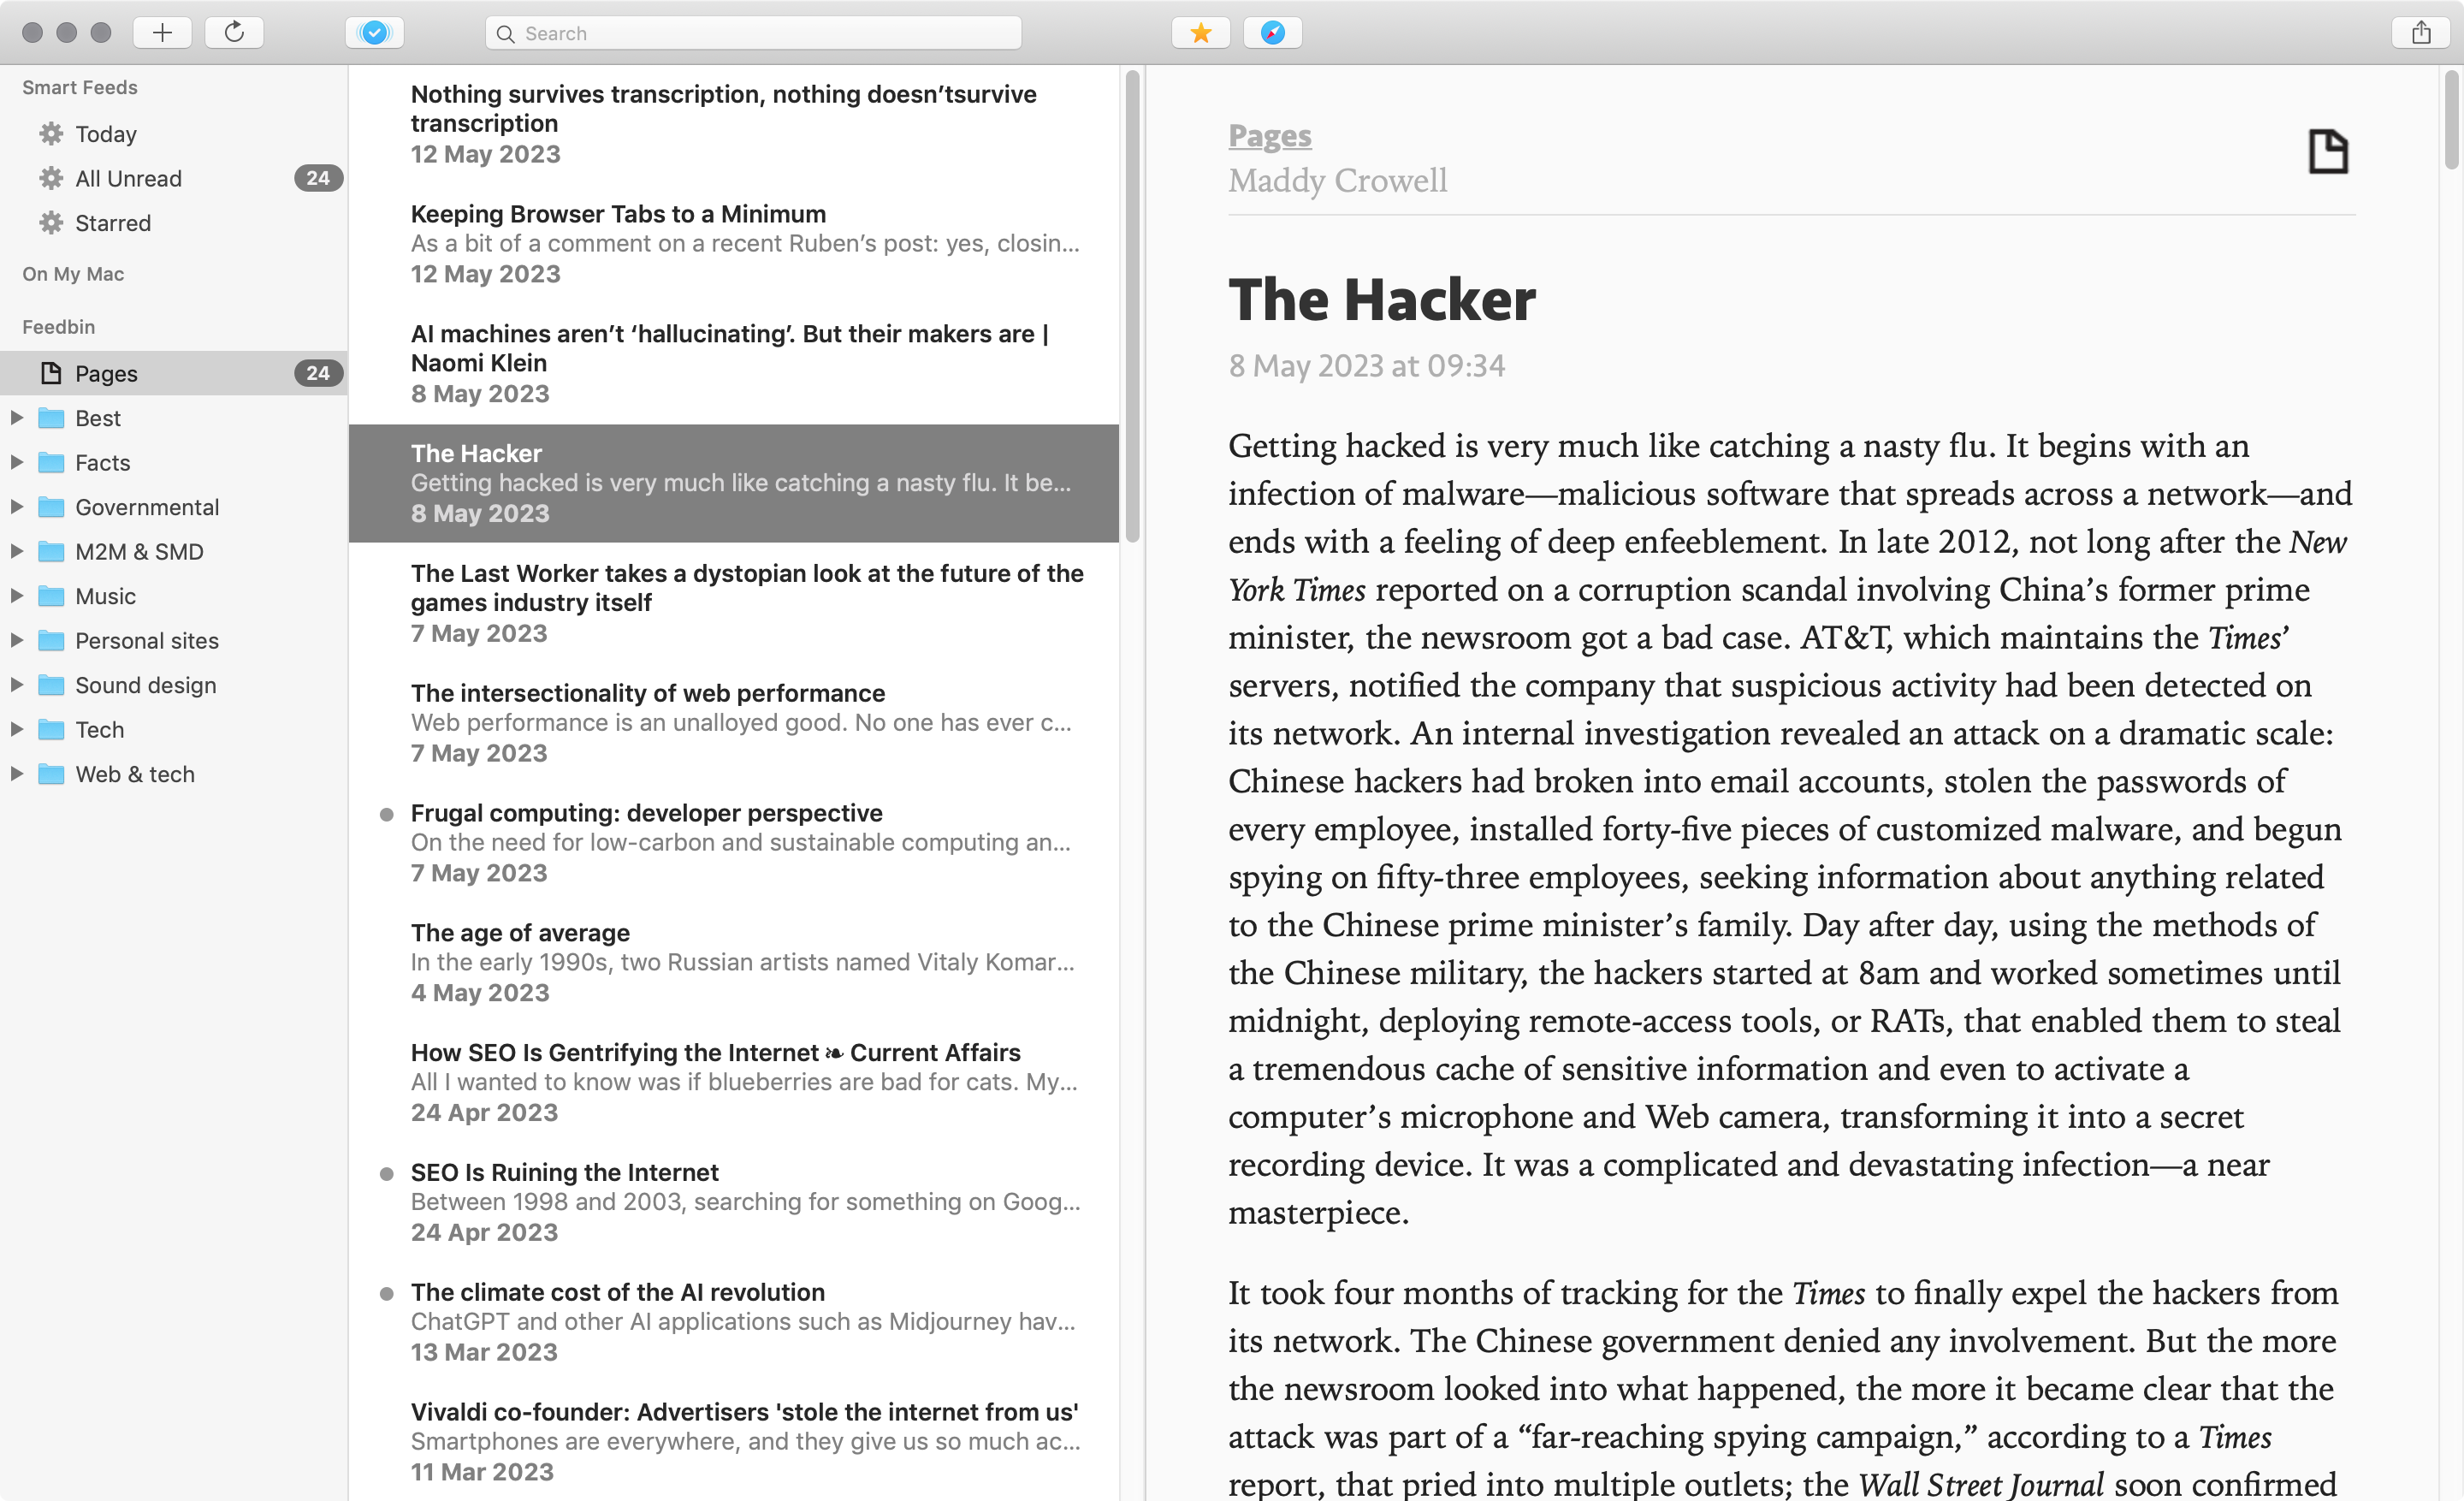 Search
Smart Feeds
Today
All Unread 24
Starred
On My Mac
Feedbin
Pages 24
Best
Facts
Governmental
M2M & SMD
Music
Personal sites
Sound design
Tech
Web & tech
Nothing survives transcription, nothing doesn’tsurvive
transcription
12 May 2023
Keeping Browser Tabs to a Minimum
As a bit of a comment on a recent Ruben’s post: yes, closin...
12 May 2023
AI machines aren’t ‘hallucinating’. But their makers are |
Naomi Klein
8 May 2023
The Hacker
Getting hacked is very much like catching a nasty flu. It be...
8 May 2023
The Last Worker takes a dystopian look at the future of the
games industry itself
7 May 2023
The intersectionality of web performance
Web performance is an unalloyed good. No one has ever c...
7 May 2023
Frugal computing: developer perspective
On the need for low-carbon and sustainable computing an...
7 May 2023
The age of average
In the early 1990s, two Russian artists named Vitaly Komar...
4 May 2023
How SEO Is Gentrifying the Internet ❧ Current Affairs
All I wanted to know was if blueberries are bad for cats. My...
24 Apr 2023
SEO Is Ruining the Internet
Between 1998 and 2003, searching for something on Goog...
24 Apr 2023
The climate cost of the AI revolution
ChatGPT and other AI applications such as Midjourney hav...
13 Mar 2023
Vivaldi co-founder: Advertisers 'stole the internet from us'
Smartphones are everywhere, and they give us so much ac...
11 Mar 2023
Pages
Maddy Crowell
The Hacker
8 May 2023 at 09:34
Getting hacked is very much like catching a nasty flu. It begins with an
infection of malware—malicious software that spreads across a network—and
ends with a feeling of deep enfeeblement. In late 2012, not long after the New
York Times reported on a corruption scandal involving China’s former prime
minister, the newsroom got a bad case. AT&T, which maintains the Times’
servers, notified the company that suspicious activity had been detected on
its network. An internal investigation revealed an attack on a dramatic scale:
Chinese hackers had broken into email accounts, stolen the passwords of
every employee, installed forty-five pieces of customized malware, and begun
spying on fifty-three employees, seeking information about anything related
to the Chinese prime minister’s family. Day after day, using the methods of
the Chinese military, the hackers started at 8am and worked sometimes until
midnight, deploying remote-access tools, or RATs, that enabled them to steal
a tremendous cache of sensitive information and even to activate a
computer’s microphone and Web camera, transforming it into a secret
recording device. It was a complicated and devastating infection—a near
masterpiece.
It took four months of tracking for the Times to finally expel the hackers from
its network. The Chinese government denied any involvement. But the more
the newsroom looked into what happened, the more it became clear that the
attack was part of a “far-reaching spying campaign,” according to a Times
report, that pried into multiple outlets; the Wall Street Journal soon confirmed